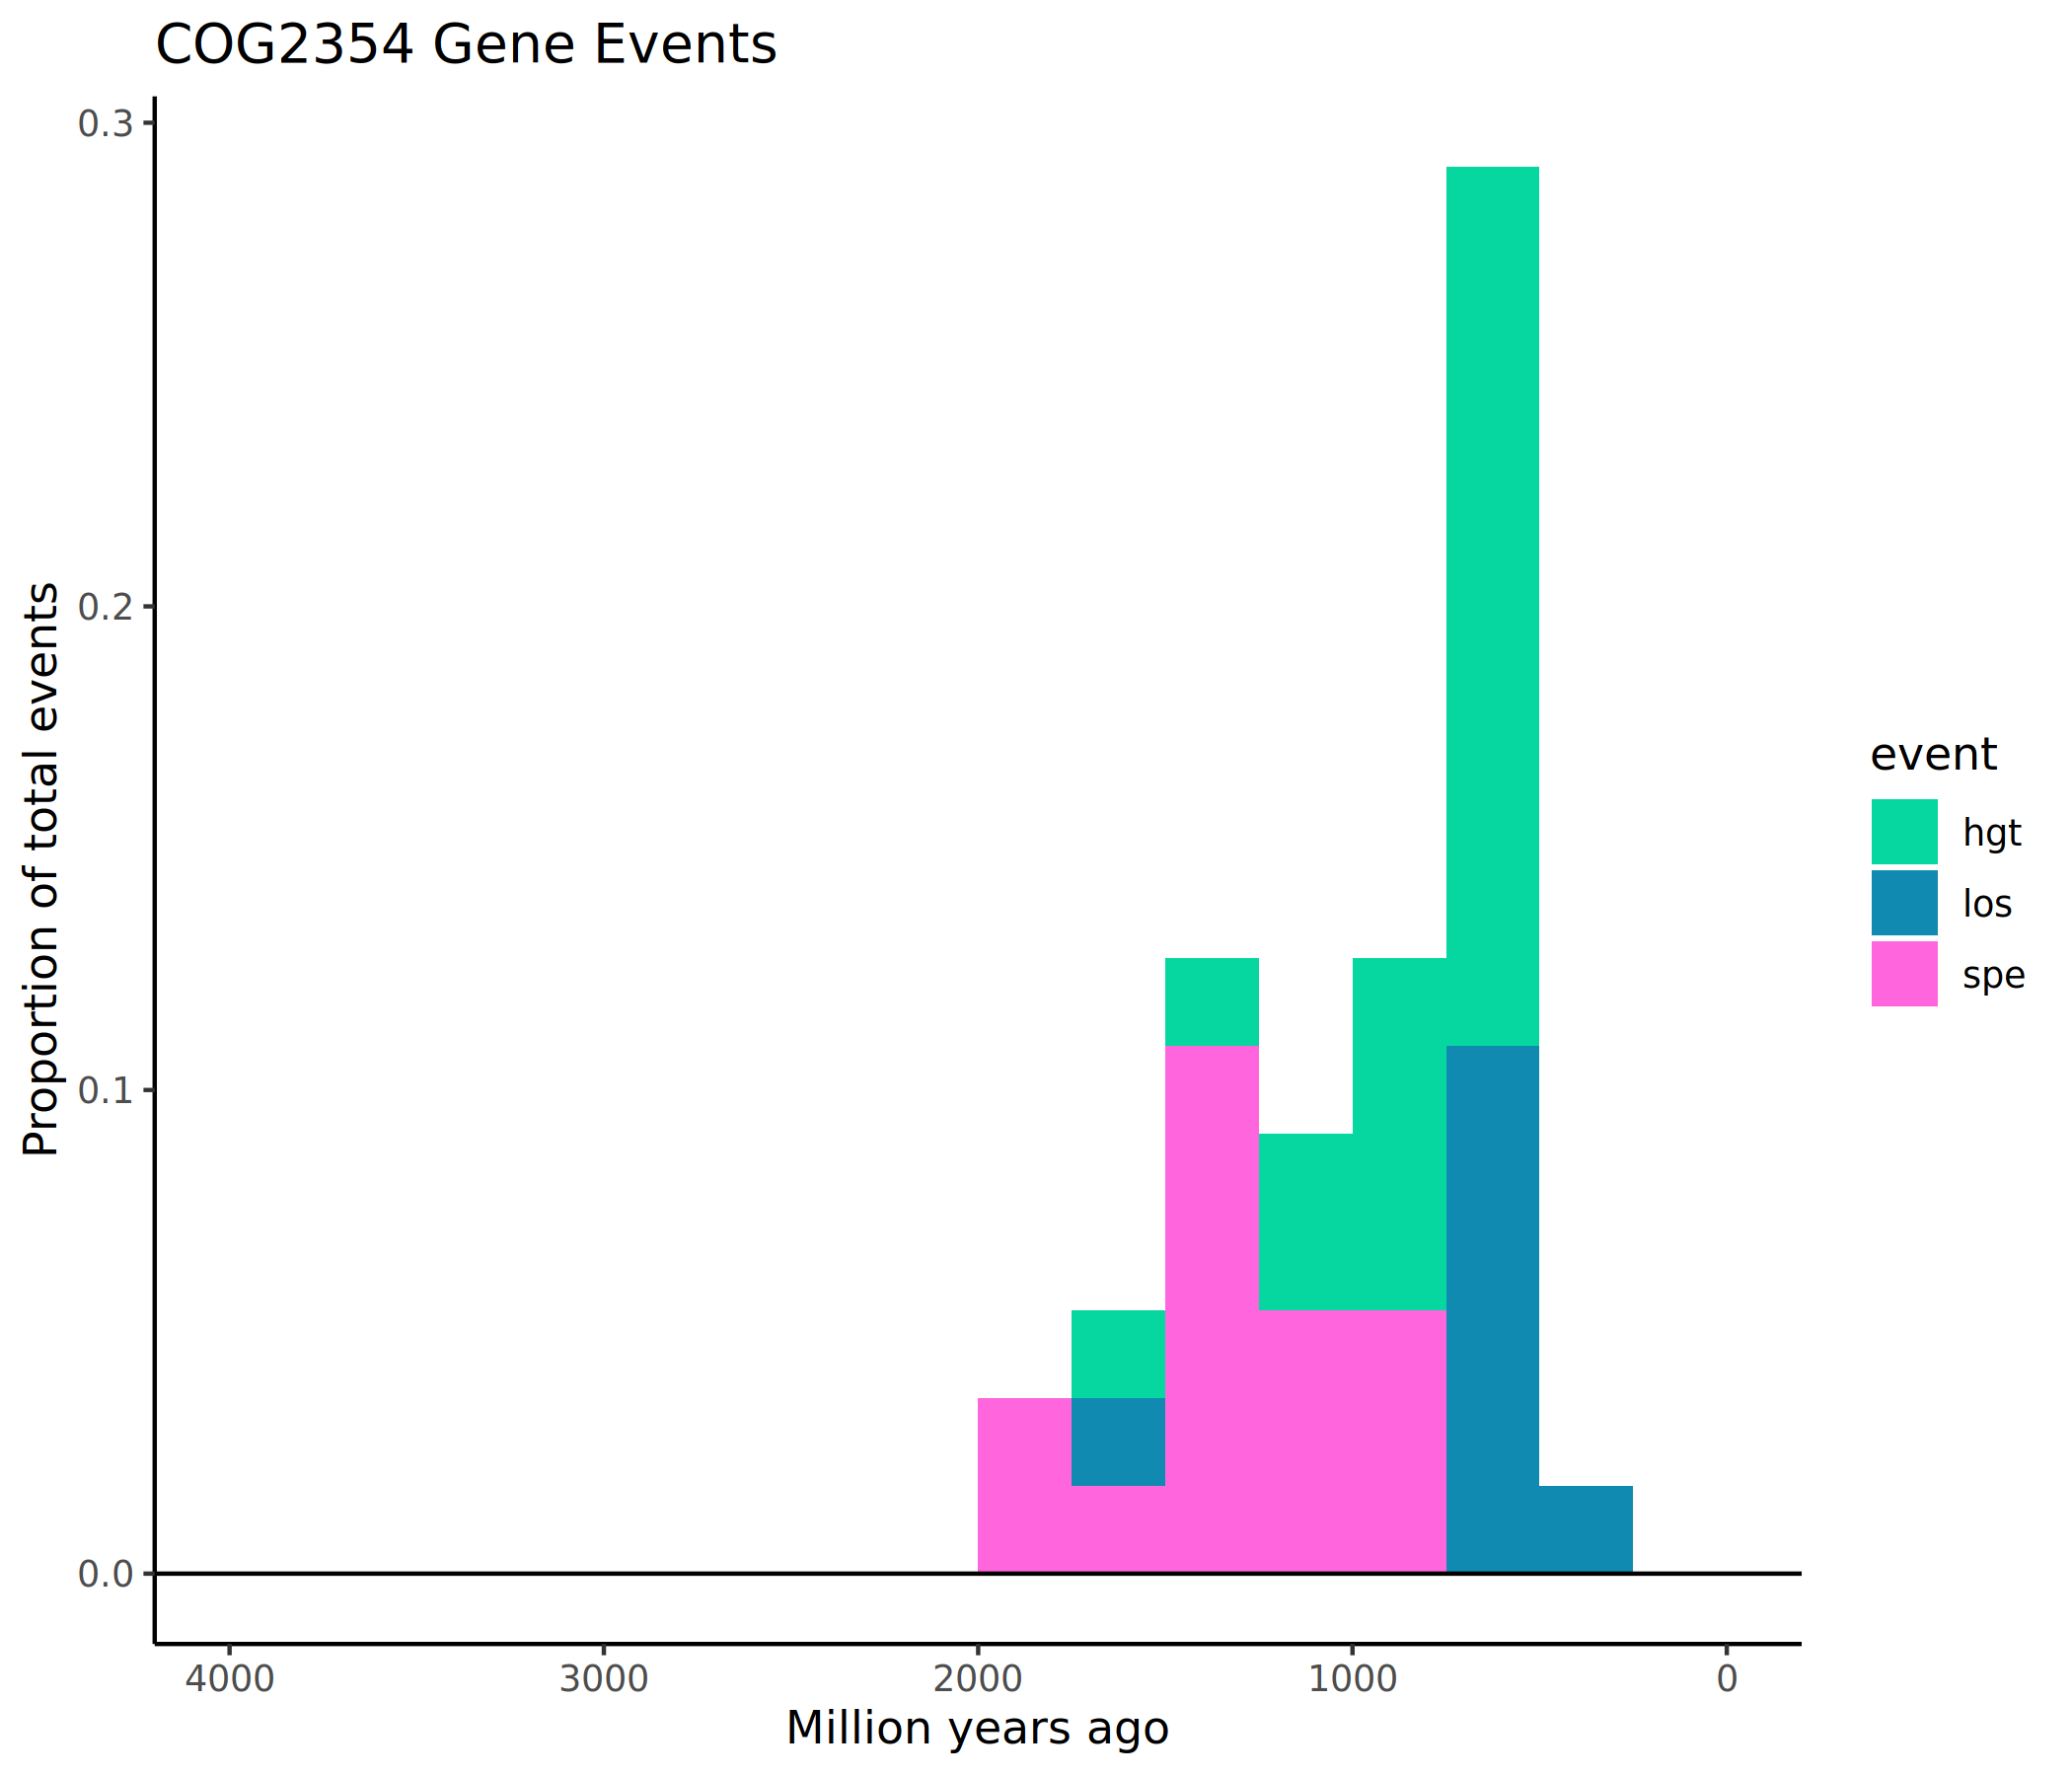 COG2354 Gene Events
0.3
0.2
0.1
0.0
Proportion of total events
4000 3000 2000 1000 0
Million years ago
event
hgt
los
spe